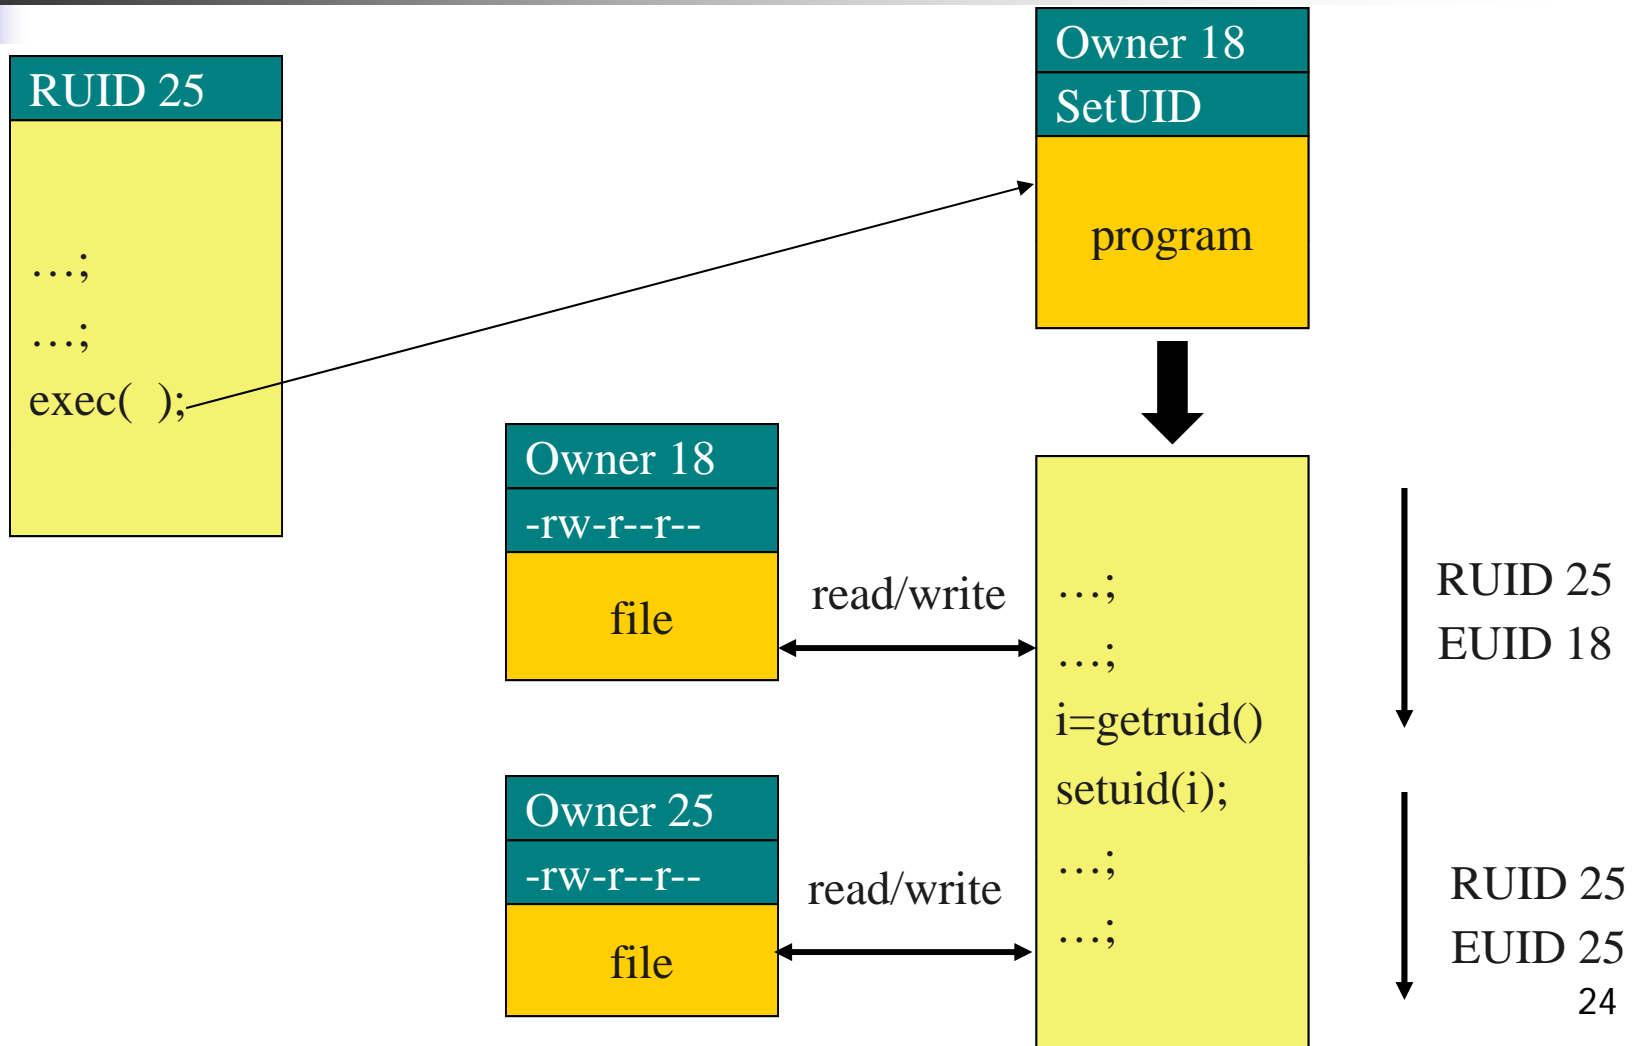 RUID 25
…;
…;
exec( );
Owner 18
SetUID
program
Owner 18
-rw-r--r--
file
read/write
Owner 25
-rw-r--r--
file
read/write
…;
…;
i=getruid()
setuid(i);
…;
…;
RUID 25
EUID 18
RUID 25
EUID 25
24